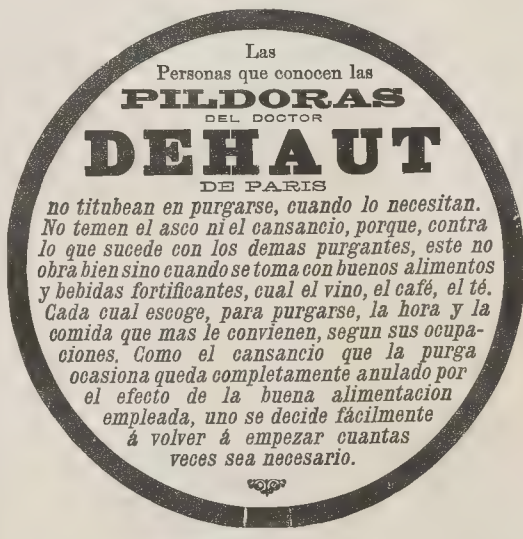 Las
Personas que conocen las
PILDORAS
DEL DOCTOR
DEHAUT
DE PARIS
no titubean en purgarse, cuando lo necesitan.
No temen el asco ni el cansancio, porque, contra
lo que sucede con los demas purgantes, este no
obra bien sino cuando se toma con buenos alimentos
y bebidas fortificantes, cual el vino, el café, el té.
Cada cual escoge, para purgarse, la hora y la
comida que mas le convienen, segun sus ocupa-
ciones. Como el cansancio que la purga
ocasiona queda completamente anulado por
el efecto de la buena alimentacion
empleada, uno se decide fácilmente
á volver á empezar cuantas
veces sea necesario.